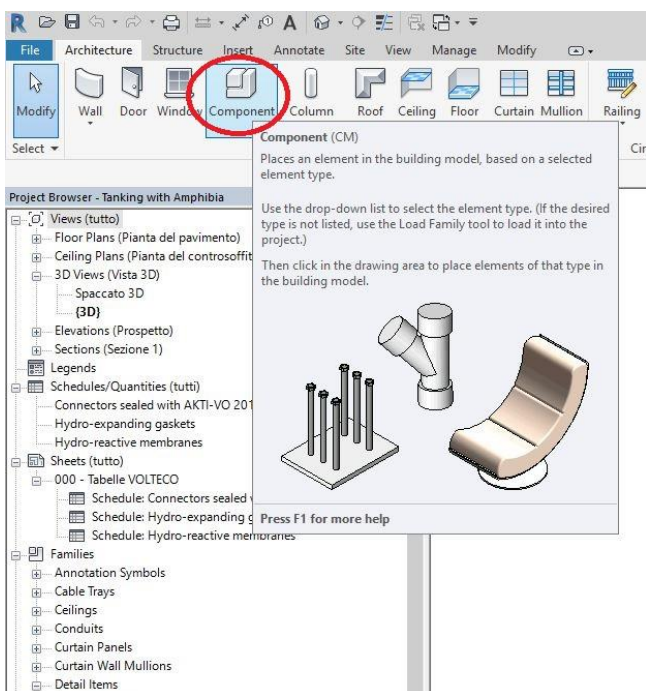 File Architecture Structure Insert Annotate Site View Manage Modify
Modify Wall Door Window Component Column Roof Ceiling Floor Curtain Mullion Railing
Select
Component (CM)
Places an element in the building model, based on a selected
element type.
Use the drop-down list to select the element type. (If the desired
type is not listed, use the Load Family tool to load it into the
project.)
Then click in the drawing area to place elements of that type in
the building model.
Press F1 for more help
Project Browser - Tanking with Amphibia
Views (tutto)
Floor Plans (Pianta del pavimento)
Ceiling Plans (Pianta del controsoffit
3D Views (Vista 3D)
Spaccato 3D
{3D}
Elevations (Prospetto)
Sections (Sezione 1)
Legends
Schedules/Quantities (tutti)
Connectors sealed with AKTI-VO 201
Hydro-expanding gaskets
Hydro-reactive membranes
Sheets (tutto)
000 - Tabelle VOLTECO
Schedule: Connectors sealed
Schedule: Hydro-expanding g
Schedule: Hydro-reactive membranes
Families
Annotation Symbols
Cable Trays
Ceilings
Conduits
Curtain Panels
Curtain Wall Mullions
Detail Items